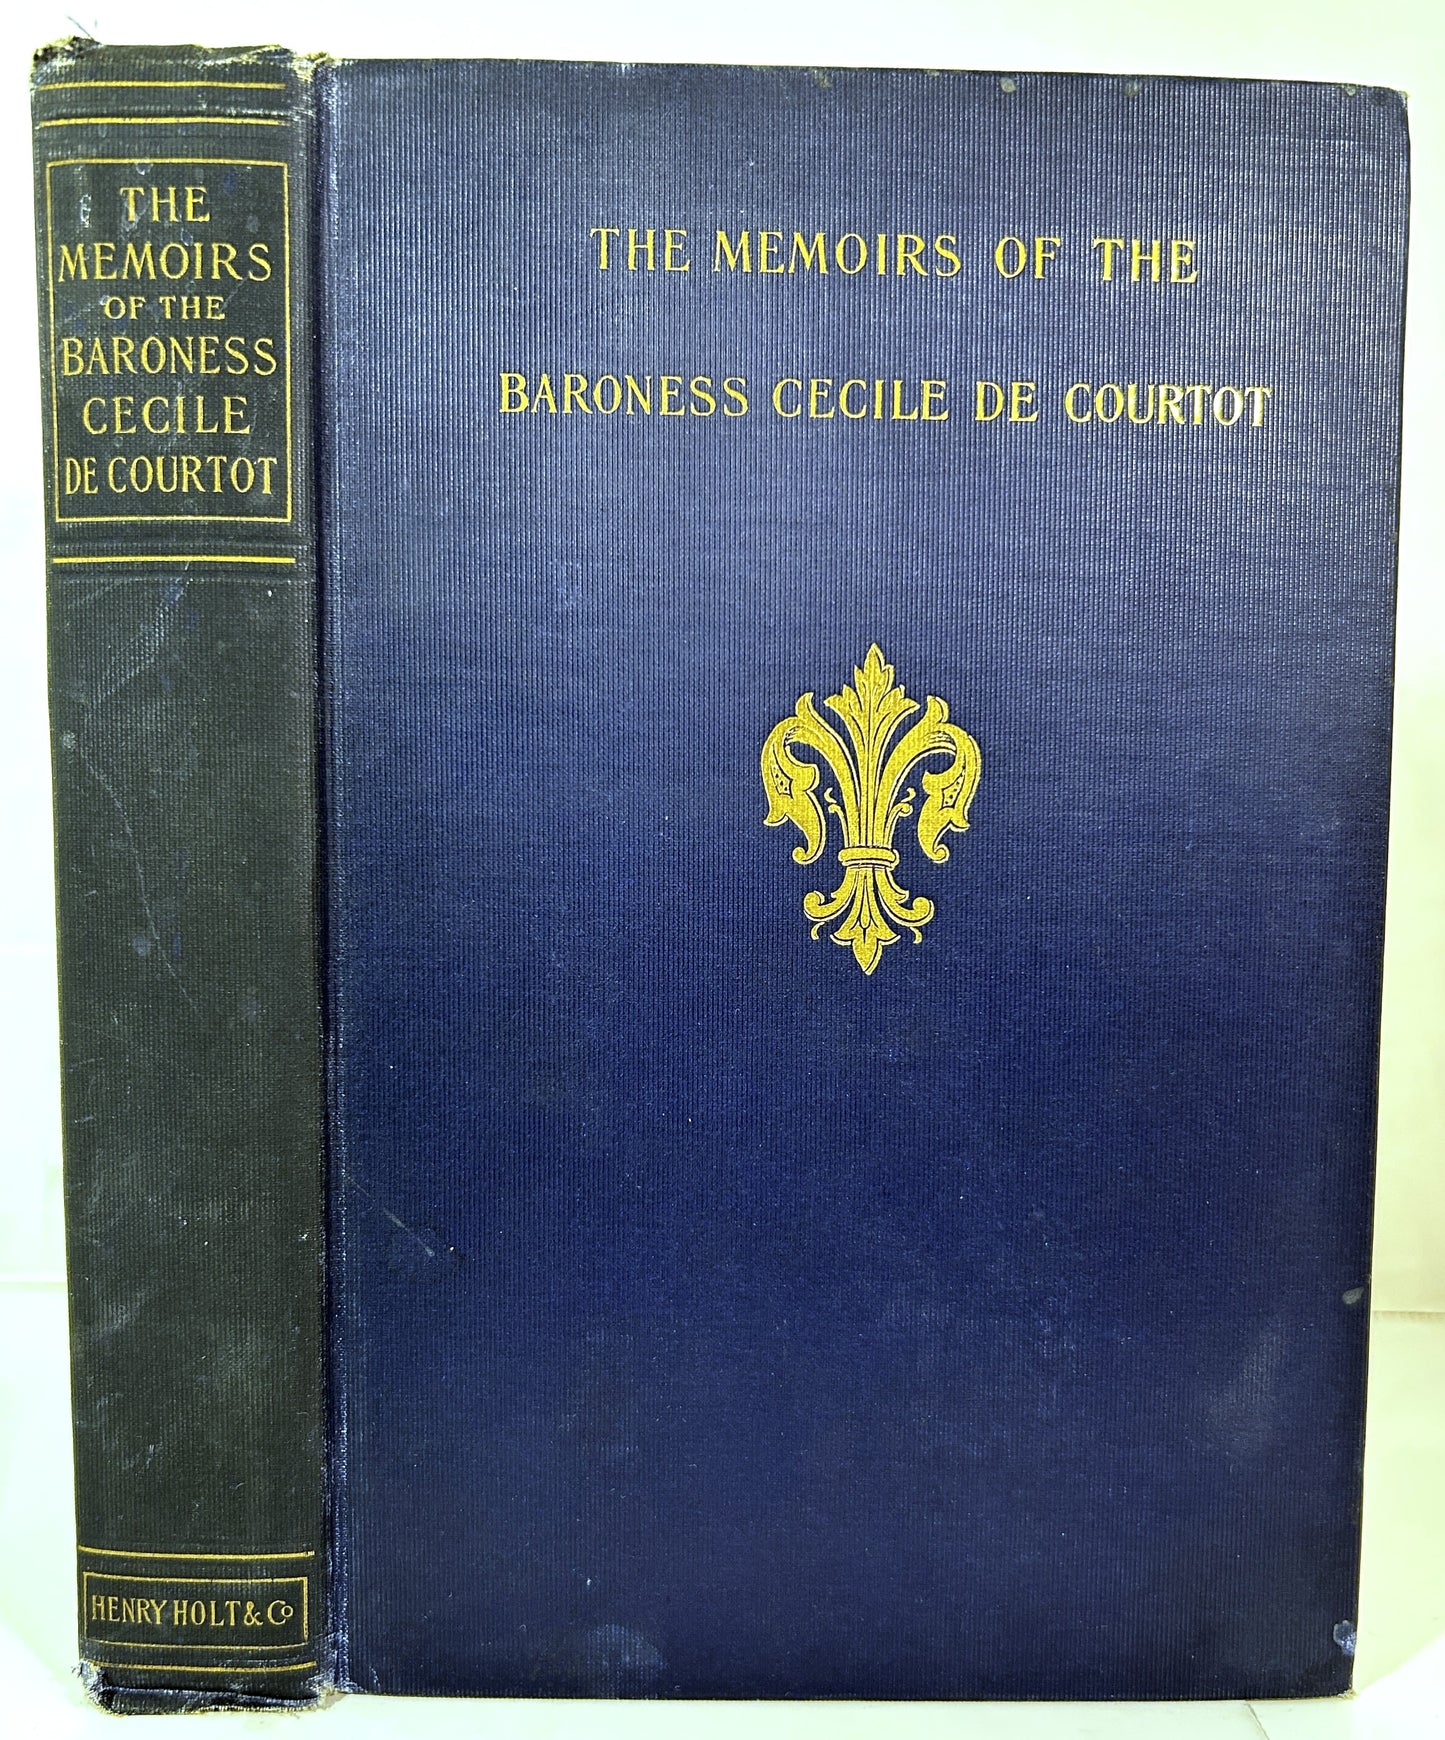 THE
MEMOIRS
OF THE
BARONESS
CECILE
DE COURTOT
HENRY HOLT & Co
THE MEMOIRS OF THE
BARONESS CECILE DE COURTOT